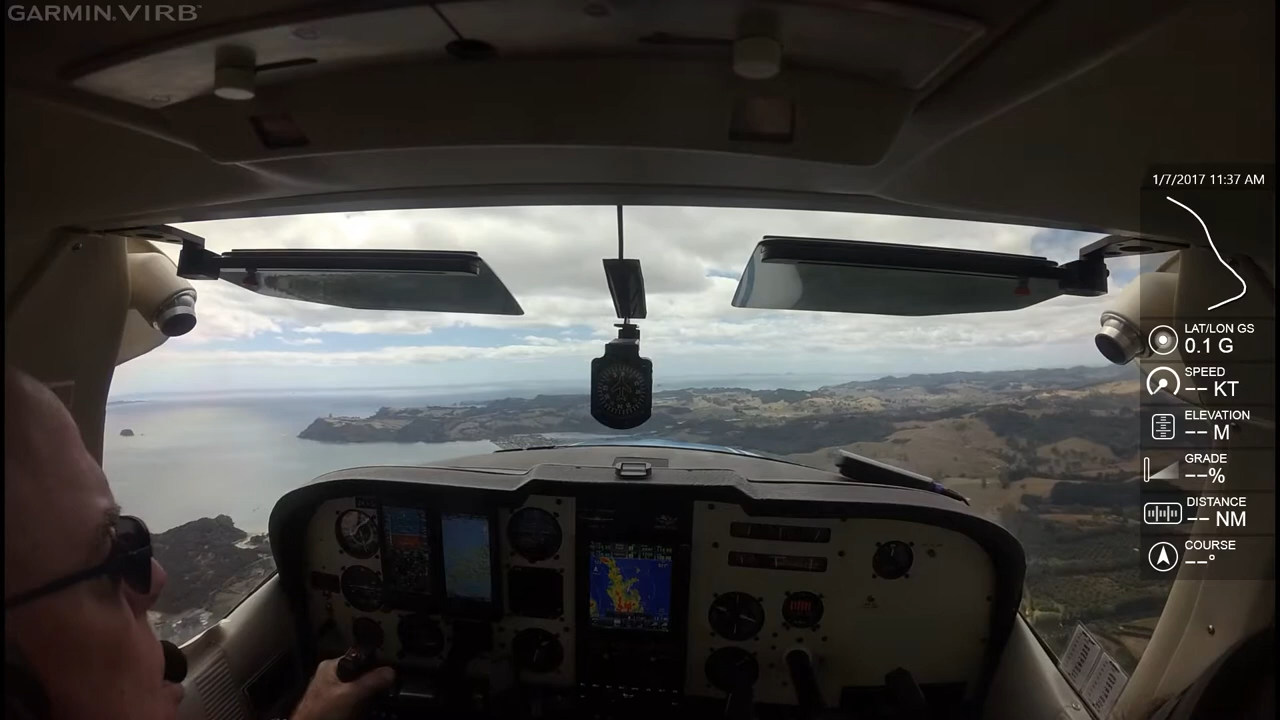 GARMIN. VIRB™
1/7/2017 11:37 AM
LAT/LON GS
0.1 G
SPEED
-- KT
ELEVATION
-- M
GRADE
--%
DISTANCE
-- NM
COURSE
--°